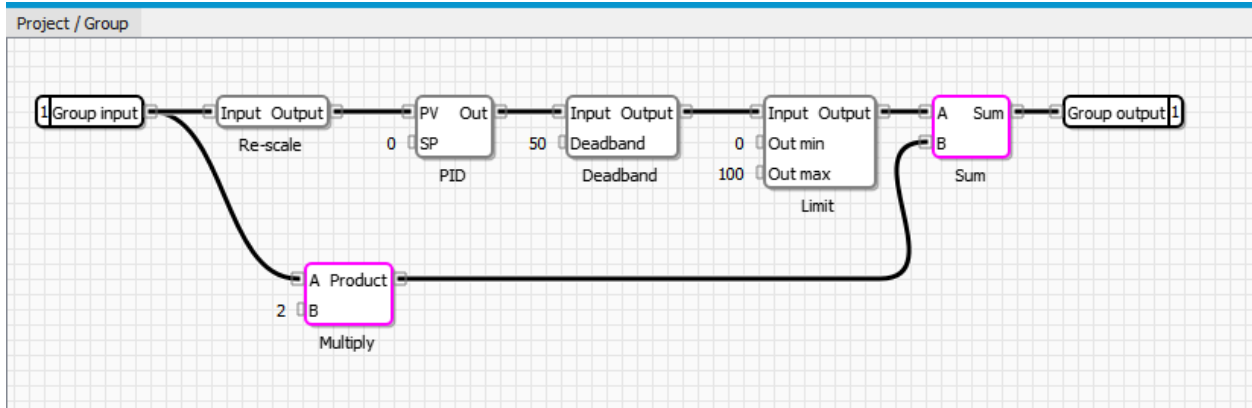 Project / Group
1 Group input
Input Output
Re-scale
PV Out
0 SP
PID
Input Output
50 Deadband
Deadband
Input Output
0 Out min
100 Out max
Limit
A Sum
B
Sum
Group output 1
A Product
2 B
Multiply